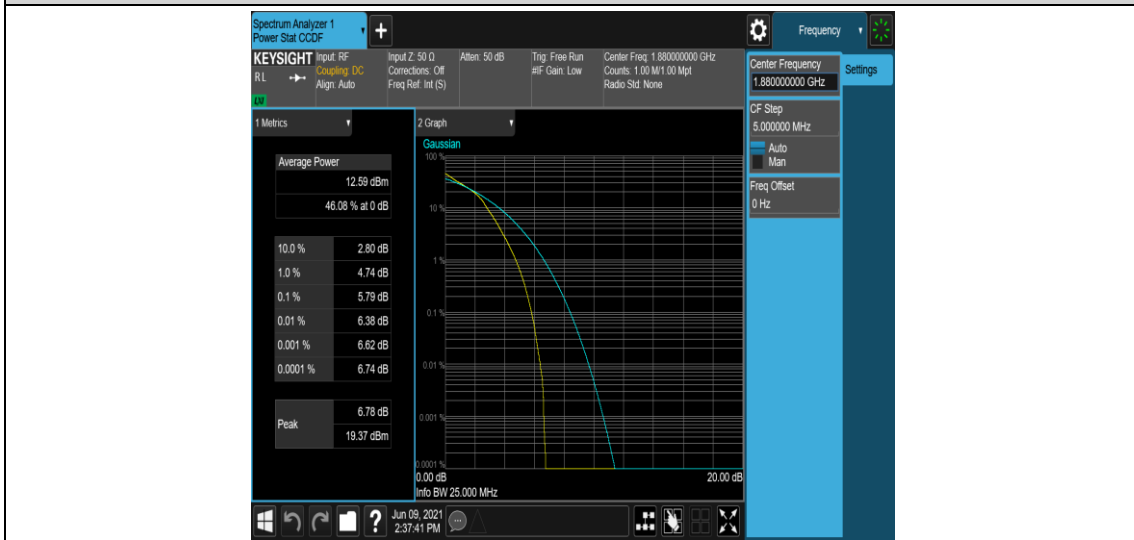 Spectrum Analyzer 1
Power Stat CCDF
Frequency
KEYSIGHT
RL
LXI
Input: RF
Coupling: DC
Align: Auto
Input Z: 50 Ω
Corrections: Off
Freq Ref: Int (S)
Atten: 50 dB
Trig: Free Run
#IF Gain: Low
Center Freq: 1.880000000 GHz
Counts: 1.00 M/1.00 Mpt
Radio Std: None
Center Frequency
1.880000000 GHz
Settings
CF Step
5.000000 MHz
Auto
Man
Freq Offset
0 Hz
1 Metrics
Average Power
12.59 dBm
46.08 % at 0 dB
10.0 % 2.80 dB
1.0 % 4.74 dB
0.1 % 5.79 dB
0.01 % 6.38 dB
0.001 % 6.62 dB
0.0001 % 6.74 dB
Peak 6.78 dB
19.37 dBm
2 Graph
Gaussian
100 %
10 %
1 %
0.1 %
0.01 %
0.001 %
0.0001 %
0.00 dB 20.00 dB
Info BW 25.000 MHz
Jun 09, 2021
2:37:41 PM